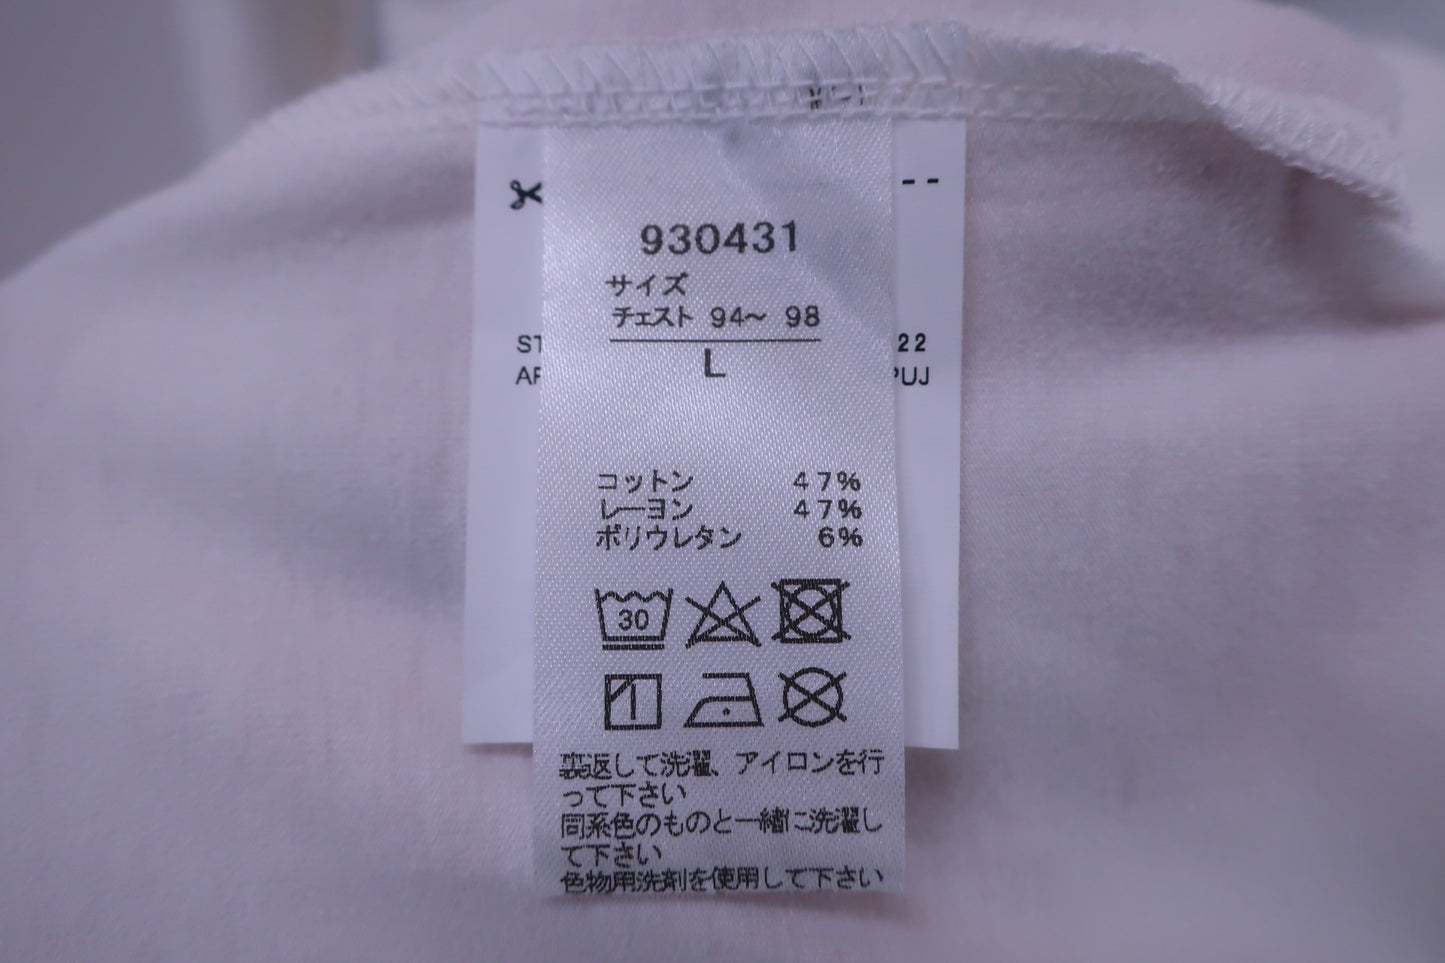 930431
サイズ
チェスト 94～ 98
L
22
PUJ
コットン 47%
レーヨン 47%
ポリウレタン 6%
30
裏返して洗濯、アイロンを行
って下さい
同系色のものと一緒に洗濯し
て下さい
色物用洗剤を使用して下さい